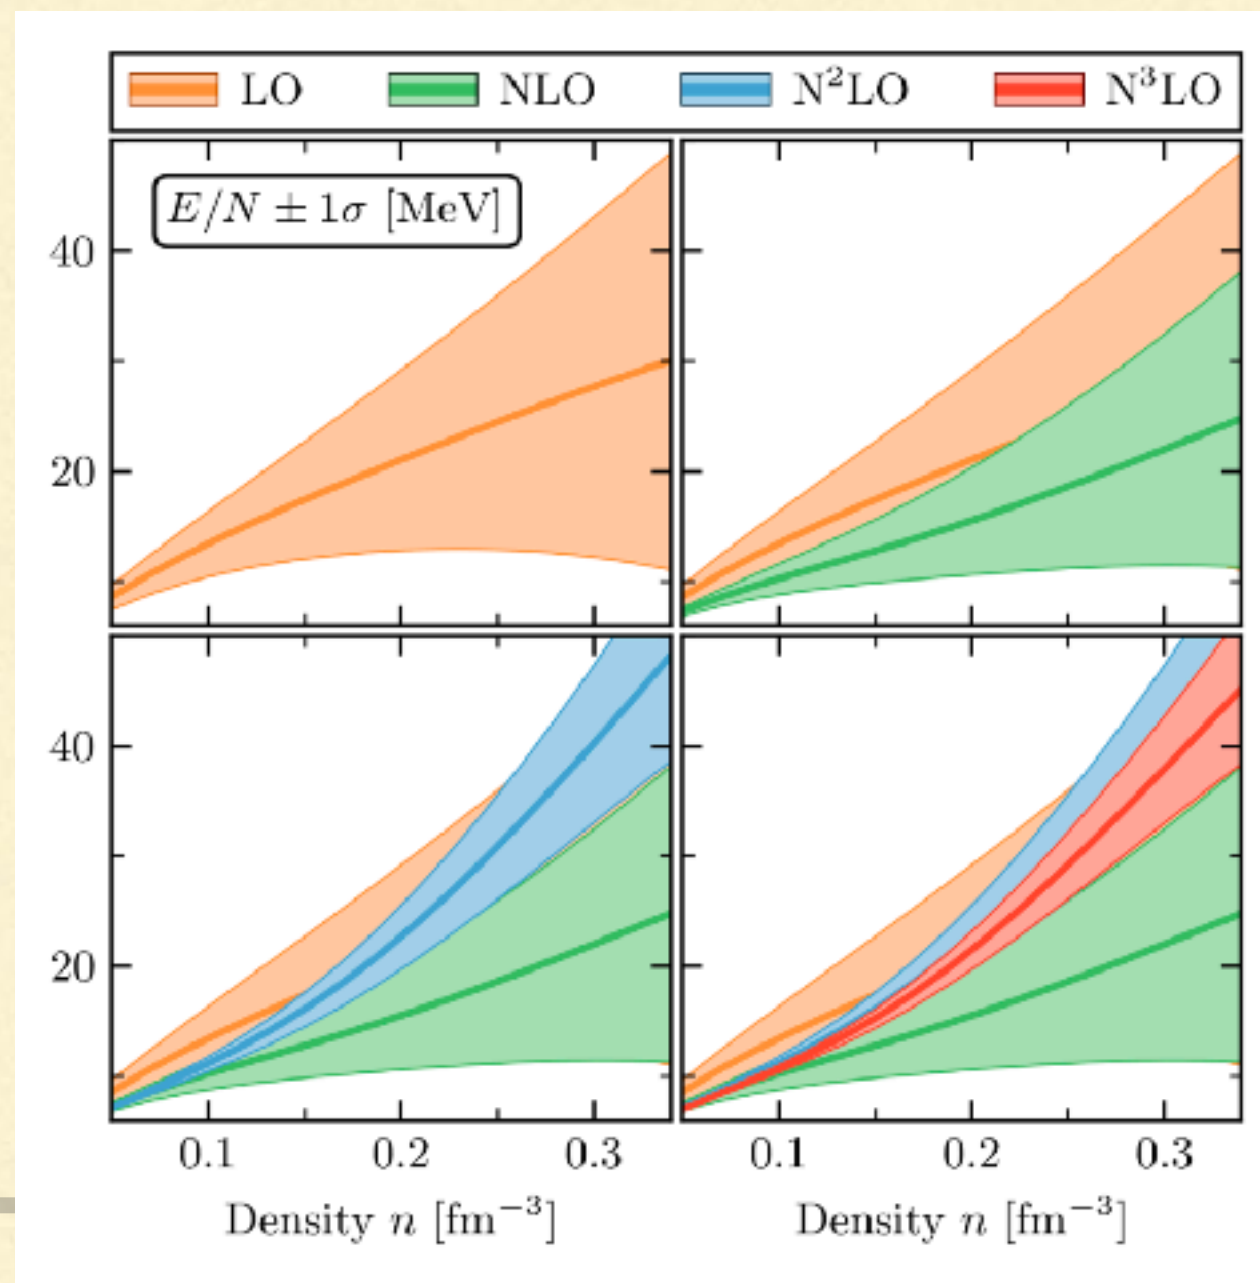 LO NLO N²LO N³LO
E/N ± 1σ [MeV]
40
20
40
20
0.1 0.2 0.3 0.1 0.2 0.3
Density n [fm⁻³] Density n [fm⁻³]